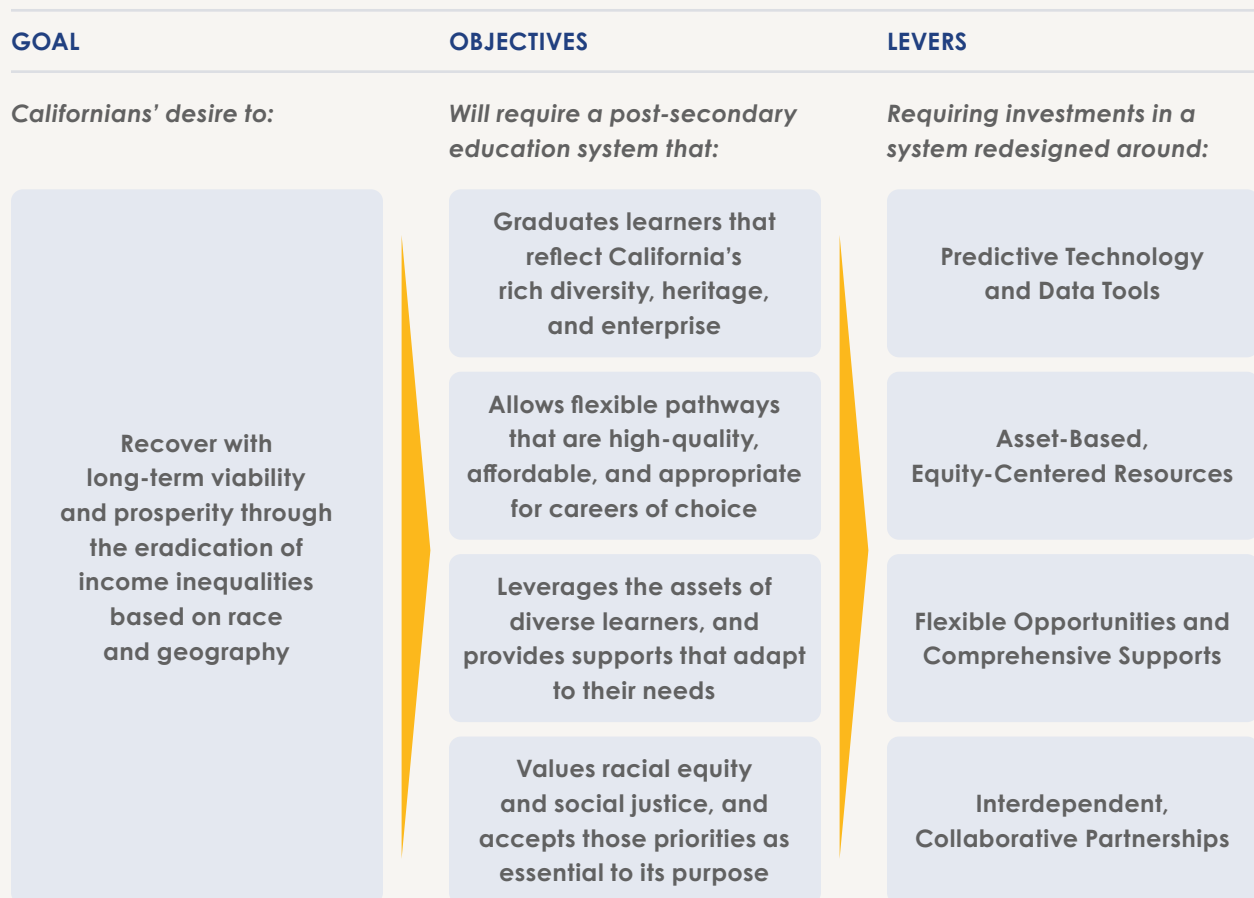 GOAL
OBJECTIVES
LEVERS
Californians’ desire to:
Will require a post-secondary
education system that:
Requiring investments in a
system redesigned around:
Recover with
long-term viability
and prosperity through
the eradication of
income inequalities
based on race
and geography
Graduates learners that
reflect California’s
rich diversity, heritage,
and enterprise
Allows flexible pathways
that are high-quality,
affordable, and appropriate
for careers of choice
Leverages the assets of
diverse learners, and
provides supports that adapt
to their needs
Values racial equity
and social justice, and
accepts those priorities as
essential to its purpose
Predictive Technology
and Data Tools
Asset-Based,
Equity-Centered Resources
Flexible Opportunities and
Comprehensive Supports
Interdependent,
Collaborative Partnerships